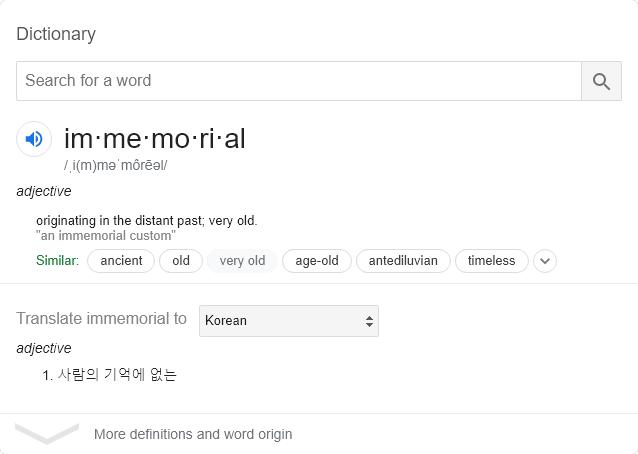 Dictionary
Search for a word
im·me·mo·ri·al
/ˌi(m)məˈmôrēəl/
adjective
originating in the distant past; very old.
"an immemorial custom"
Similar: ancient old very old age-old antediluvian timeless
Translate immemorial to Korean
adjective
1. 사람의 기억에 없는
More definitions and word origin